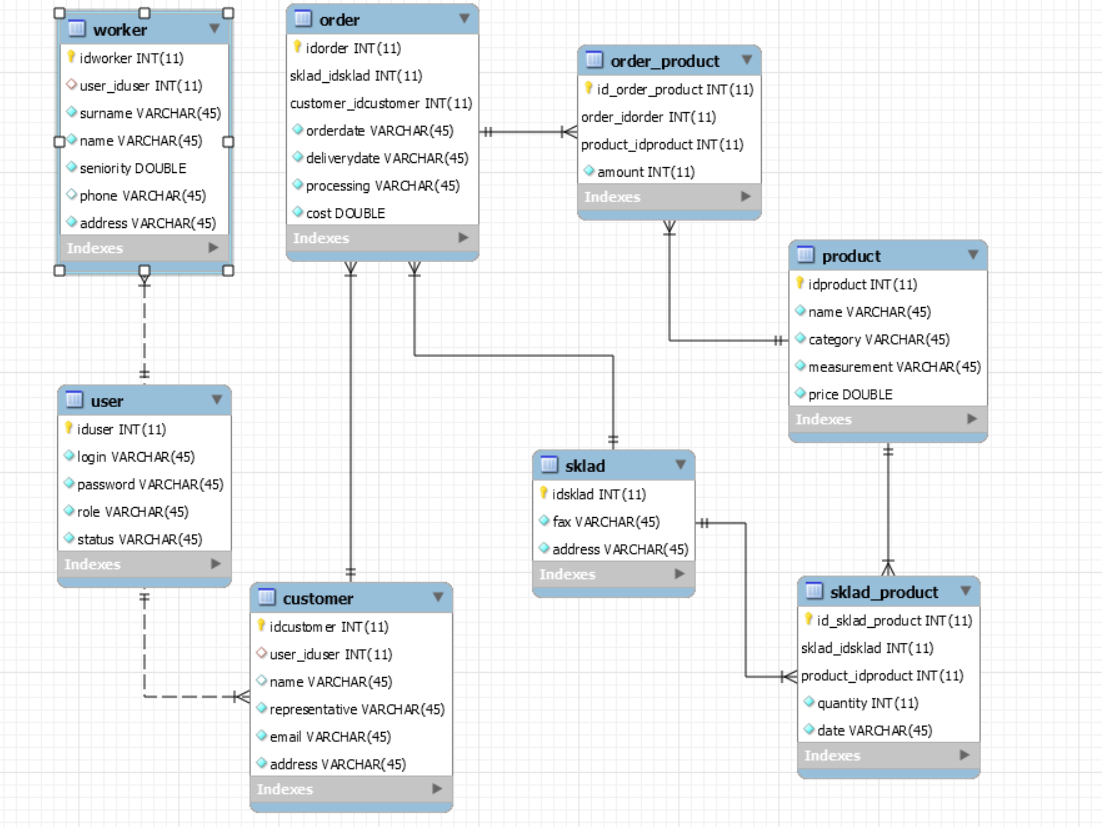 worker
idworker INT(11)
user_iduser INT(11)
surname VARCHAR(45)
name VARCHAR(45)
seniority DOUBLE
phone VARCHAR(45)
address VARCHAR(45)
Indexes
order
idorder INT(11)
sklad_idsklad INT(11)
customer_idcustomer INT(11)
orderdate VARCHAR(45)
deliverydate VARCHAR(45)
processing VARCHAR(45)
cost DOUBLE
Indexes
order_product
id_order_product INT(11)
order_idorder INT(11)
product_idproduct INT(11)
amount INT(11)
Indexes
product
idproduct INT(11)
name VARCHAR(45)
category VARCHAR(45)
measurement VARCHAR(45)
price DOUBLE
Indexes
user
iduser INT(11)
login VARCHAR(45)
password VARCHAR(45)
role VARCHAR(45)
status VARCHAR(45)
Indexes
sklad
idsklad INT(11)
fax VARCHAR(45)
address VARCHAR(45)
Indexes
customer
idcustomer INT(11)
user_iduser INT(11)
name VARCHAR(45)
representative VARCHAR(45)
email VARCHAR(45)
address VARCHAR(45)
Indexes
sklad_product
id_sklad_product INT(11)
sklad_idsklad INT(11)
product_idproduct INT(11)
quantity INT(11)
date VARCHAR(45)
Indexes